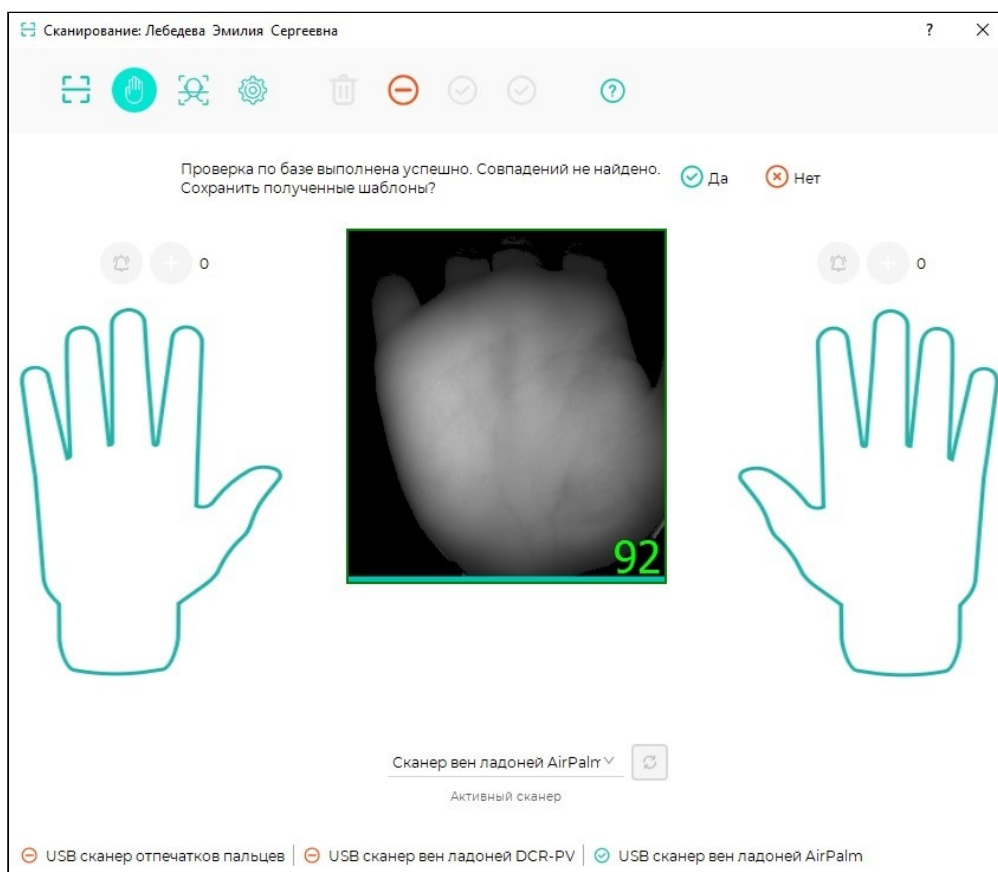 Сканирование: Лебедева Эмилия Сергеевна
?
Проверка по базе выполнена успешно. Совпадений не найдено.
Сохранить полученные шаблоны?
Да
Нет
0
0
92
Сканер вен ладоней AirPalm
Активный сканер
USB сканер отпечатков пальцев
USB сканер вен ладоней DCR-PV
USB сканер вен ладоней AirPalm